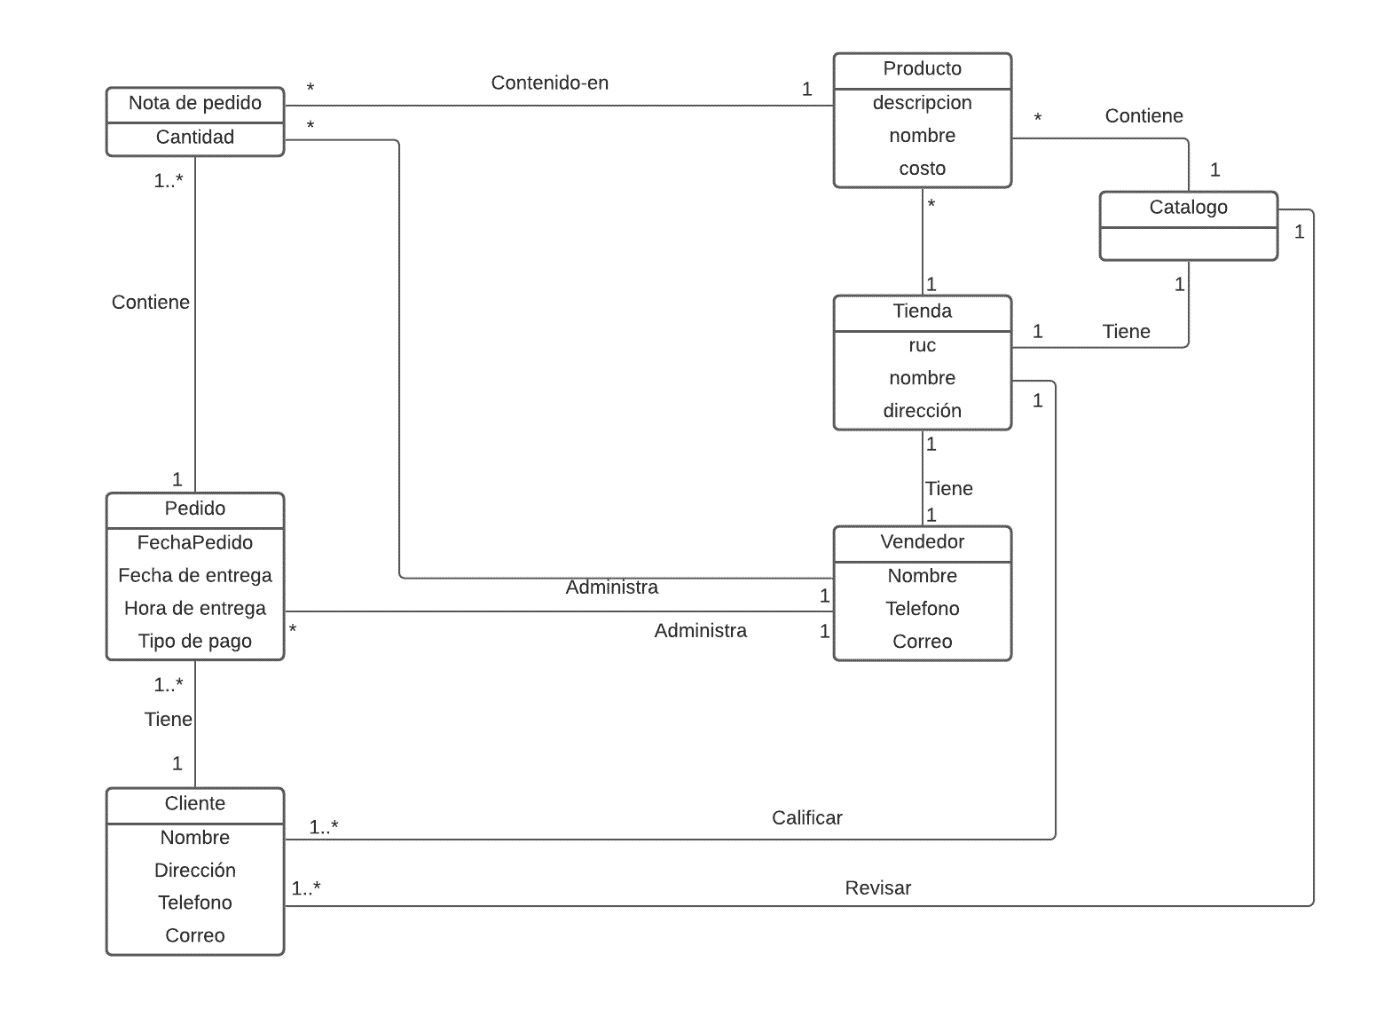 Nota de pedido
Cantidad
*
*
Contenido-en
1
Producto
descripcion
nombre
costo
*
Contiene
1
Catalogo
1
*
1
1..*
Contiene
1
Tienda
ruc
nombre
dirección
1
Tiene
1
1
1
Tiene
1
Pedido
FechaPedido
Fecha de entrega
Hora de entrega
Tipo de pago
*
Administra
1
Administra
1
Vendedor
Nombre
Telefono
Correo
1..*
Tiene
1
Cliente
Nombre
Dirección
Telefono
Correo
1..*
Calificar
1..*
Revisar